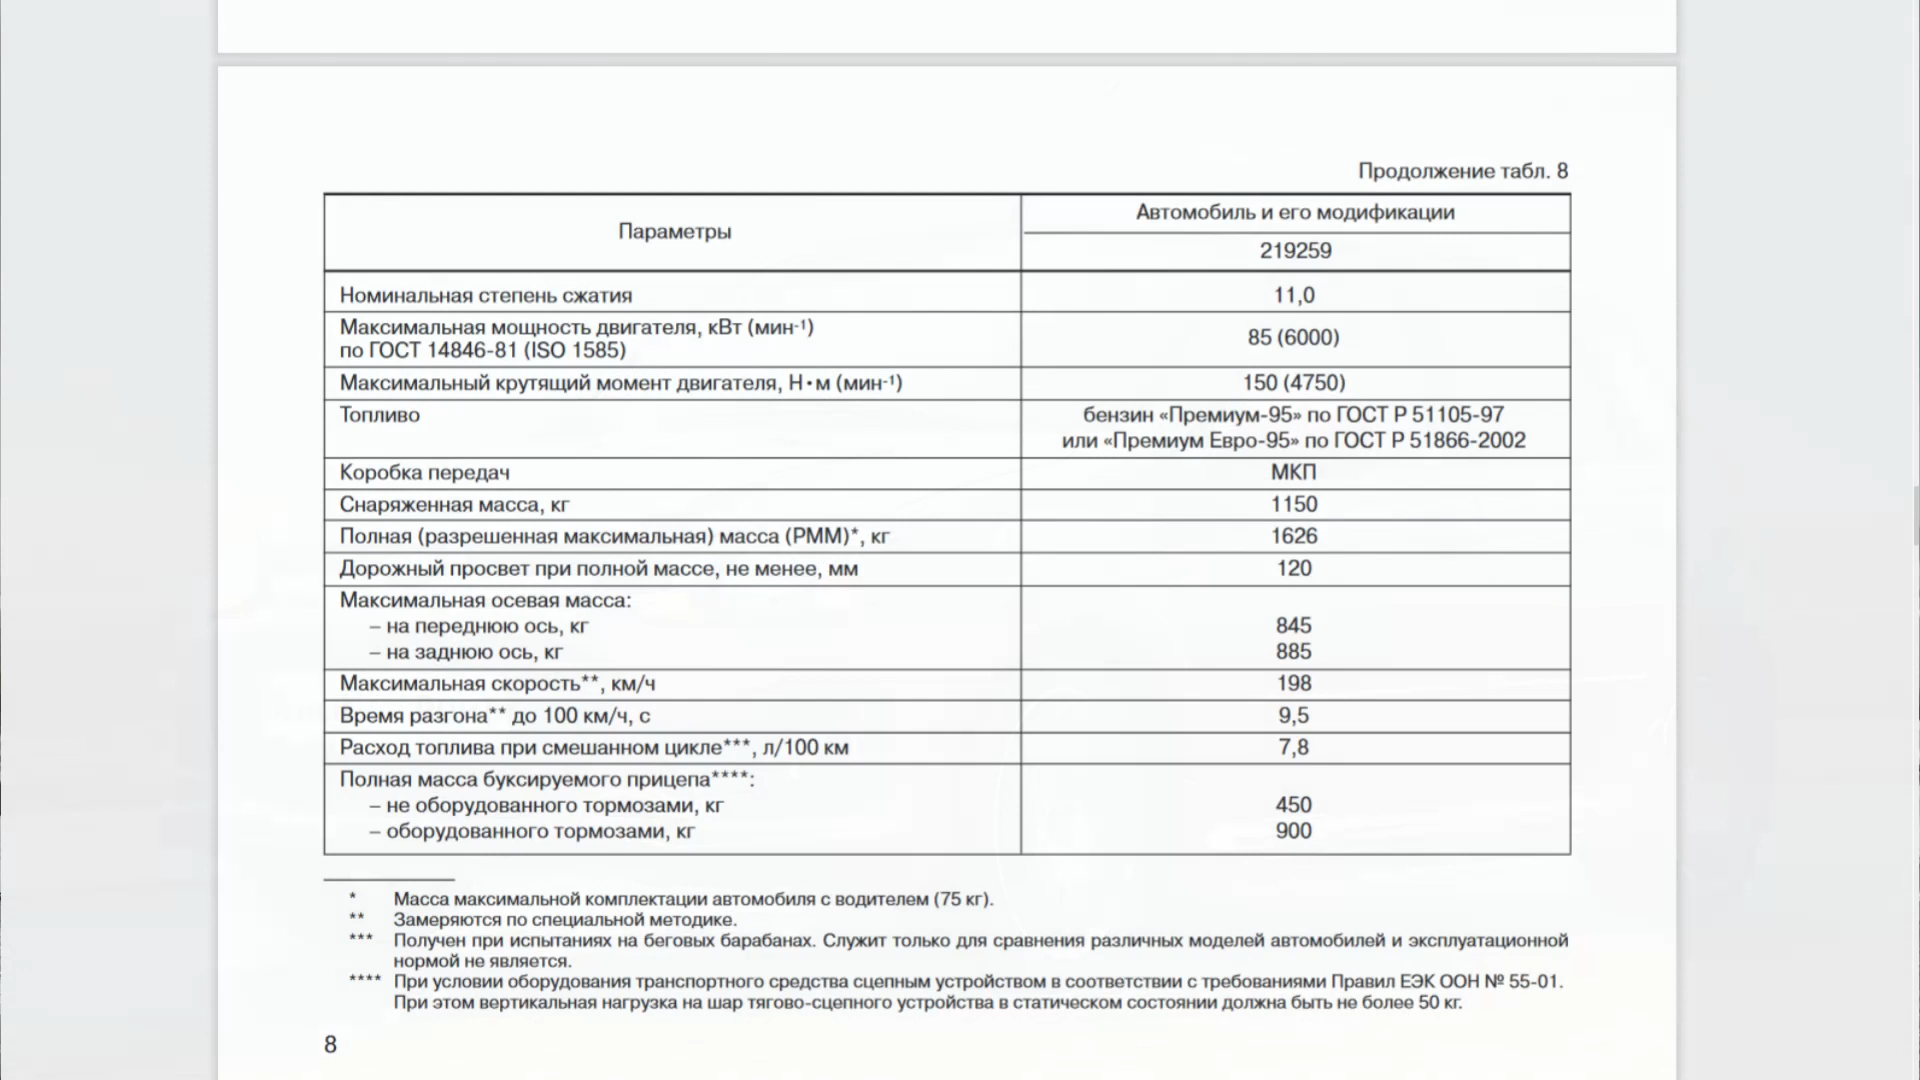 Продолжение табл. 8
Параметры
Автомобиль и его модификации
219259
Номинальная степень сжатия
11,0
Максимальная мощность двигателя, кВт (мин-1)
по ГОСТ 14846-81 (ISO 1585)
85 (6000)
Максимальный крутящий момент двигателя, Н•м (мин-1)
150 (4750)
Топливо
бензин «Премиум-95» по ГОСТ Р 51105-97
или «Премиум Евро-95» по ГОСТ Р 51866-2002
Коробка передач
МКП
Снаряженная масса, кг
1150
Полная (разрешенная максимальная) масса (РММ)*, кг
1626
Дорожный просвет при полной массе, не менее, мм
120
Максимальная осевая масса:
– на переднюю ось, кг
845
– на заднюю ось, кг
885
Максимальная скорость**, км/ч
198
Время разгона** до 100 км/ч, с
9,5
Расход топлива при смешанном цикле***, л/100 км
7,8
Полная масса буксируемого прицепа****:
– не оборудованного тормозами, кг
450
– оборудованного тормозами, кг
900
* Масса максимальной комплектации автомобиля с водителем (75 кг).
** Замеряются по специальной методике.
*** Получен при испытаниях на беговых барабанах. Служит только для сравнения различных моделей автомобилей и эксплуатационной
нормой не является.
**** При условии оборудования транспортного средства сцепным устройством в соответствии с требованиями Правил ЕЭК ООН № 55-01.
При этом вертикальная нагрузка на шар тягово-сцепного устройства в статическом состоянии должна быть не более 50 кг.
8